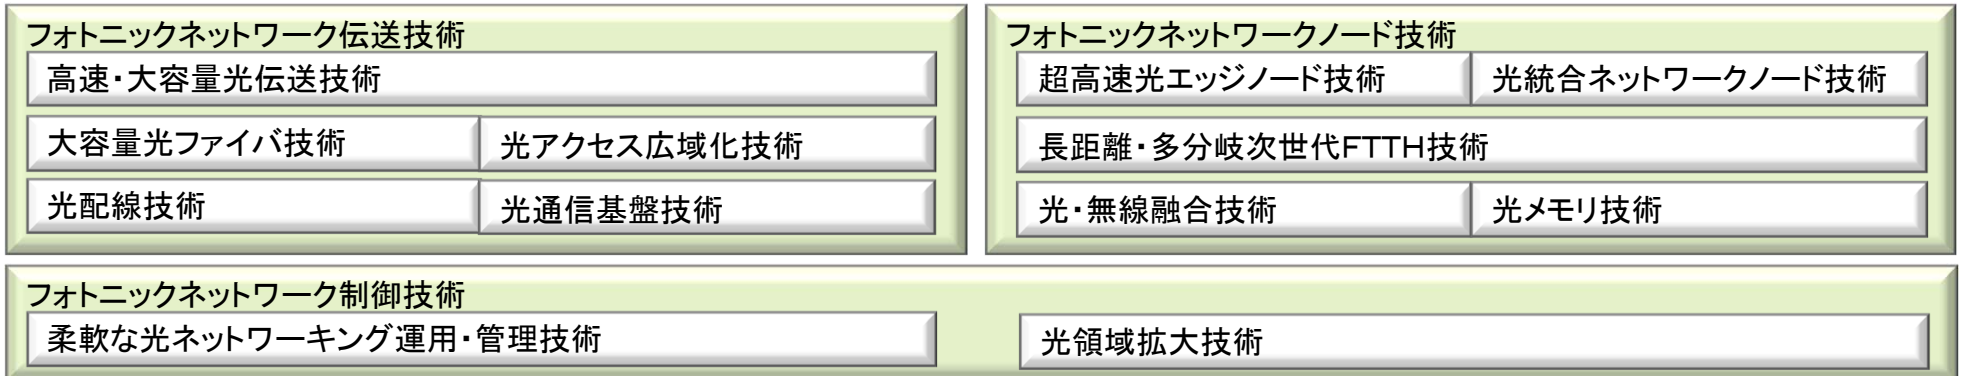 フォトニックネットワーク伝送技術
高速・大容量光伝送技術
大容量光ファイバ技術
光アクセス広域化技術
光配線技術
光通信基盤技術
フォトニックネットワークノード技術
超高速光エッジノード技術
光統合ネットワークノード技術
長距離・多分岐次世代FTTH技術
光・無線融合技術
光メモリ技術
フォトニックネットワーク制御技術
柔軟な光ネットワーキング運用・管理技術
光領域拡大技術